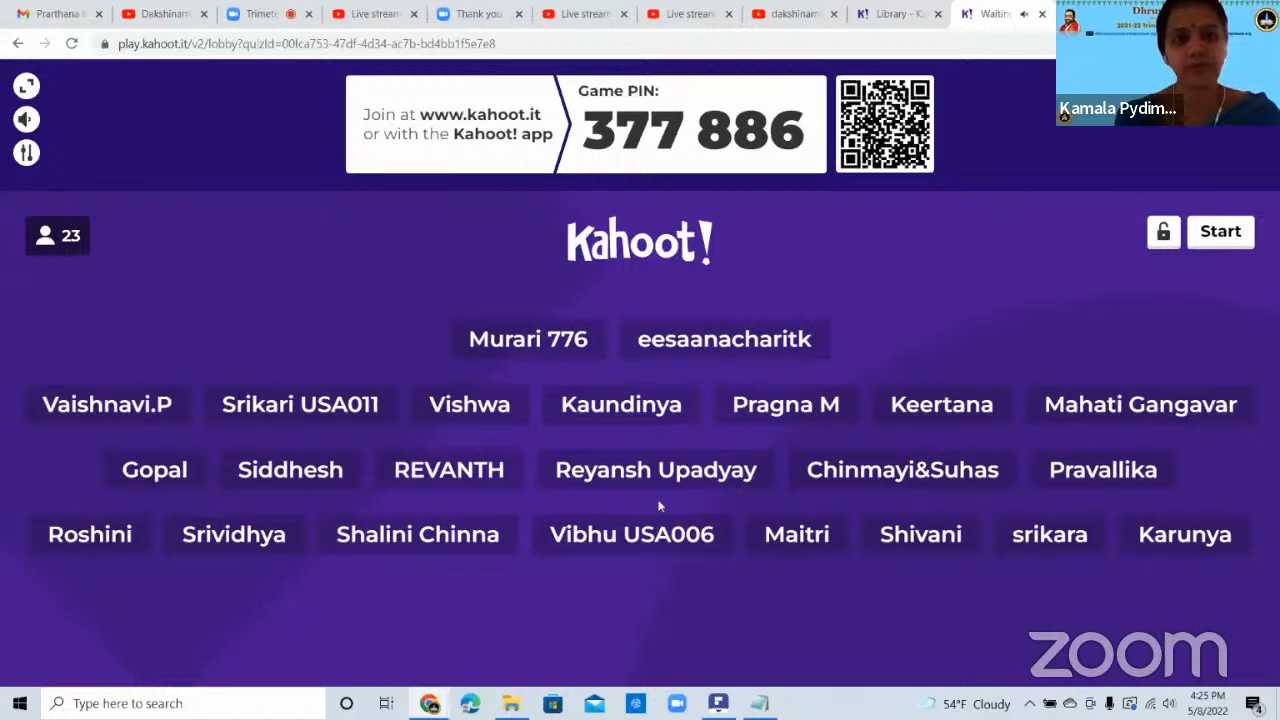 Prarthana l
Dakshinam
Trimete
Live stream
Thank you
Live stream
Live stream
dakshinam
Library - Ka
Waitin
play.kahoot.it/v2/lobby?quizId=00fca753-47df-4d34-ac7b-bd4bb1f5e7e8
Kamala Pydim...
Join at www.kahoot.it
or with the Kahoot! app
Game PIN:
377 886
23
Kahoot!
Start
Murari 776
eesaanacharitk
Vaishnavi.P
Srikari USA011
Vishwa
Kaundinya
Pragna M
Keertana
Mahati Gangavar
Gopal
Siddhesh
REVANTH
Reyansh Upadyay
Chinmayi&Suhas
Pravallika
Roshini
Srividhya
Shalini Chinna
Vibhu USA006
Maitri
Shivani
srikara
Karunya
zoom
Type here to search
54°F Cloudy
4:25 PM
5/8/2022
4